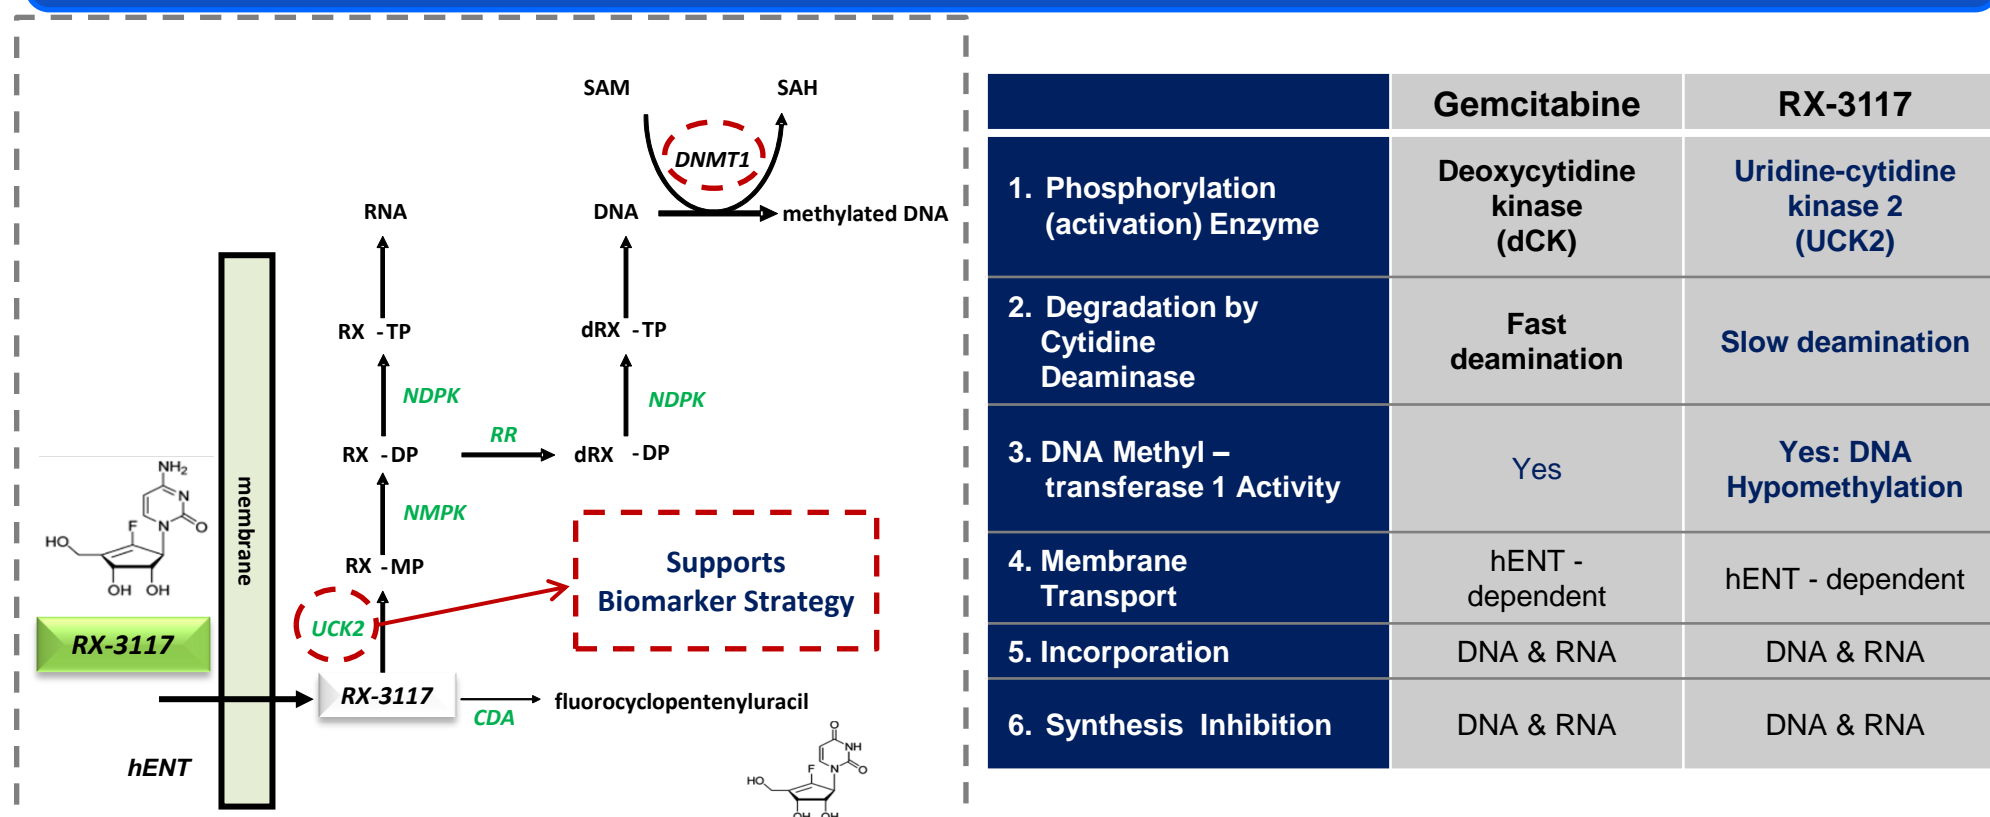 SAM
SAH
DNMT1
RNA
DNA
methylated DNA
RX - TP
dRX - TP
NDPK
NDPK
RR
RX - DP
dRX - DP
NMPK
RX - MP
UCK2
Supports
Biomarker Strategy
membrane
NH2
N
N
O
F
HO
OH OH
RX-3117
RX-3117
CDA
fluorocyclopentenyluracil
hENT
O
NH
N
O
F
HO
OH OH
Gemcitabine RX-3117
1. Phosphorylation
(activation) Enzyme
Deoxycytidine
kinase
(dCK)
Uridine-cytidine
kinase 2
(UCK2)
2. Degradation by
Cytidine
Deaminase
Fast
deamination
Slow deamination
3. DNA Methyl –
transferase 1 Activity
Yes
Yes: DNA
Hypomethylation
4. Membrane
Transport
hENT -
dependent
hENT - dependent
5. Incorporation
DNA & RNA
DNA & RNA
6. Synthesis Inhibition
DNA & RNA
DNA & RNA